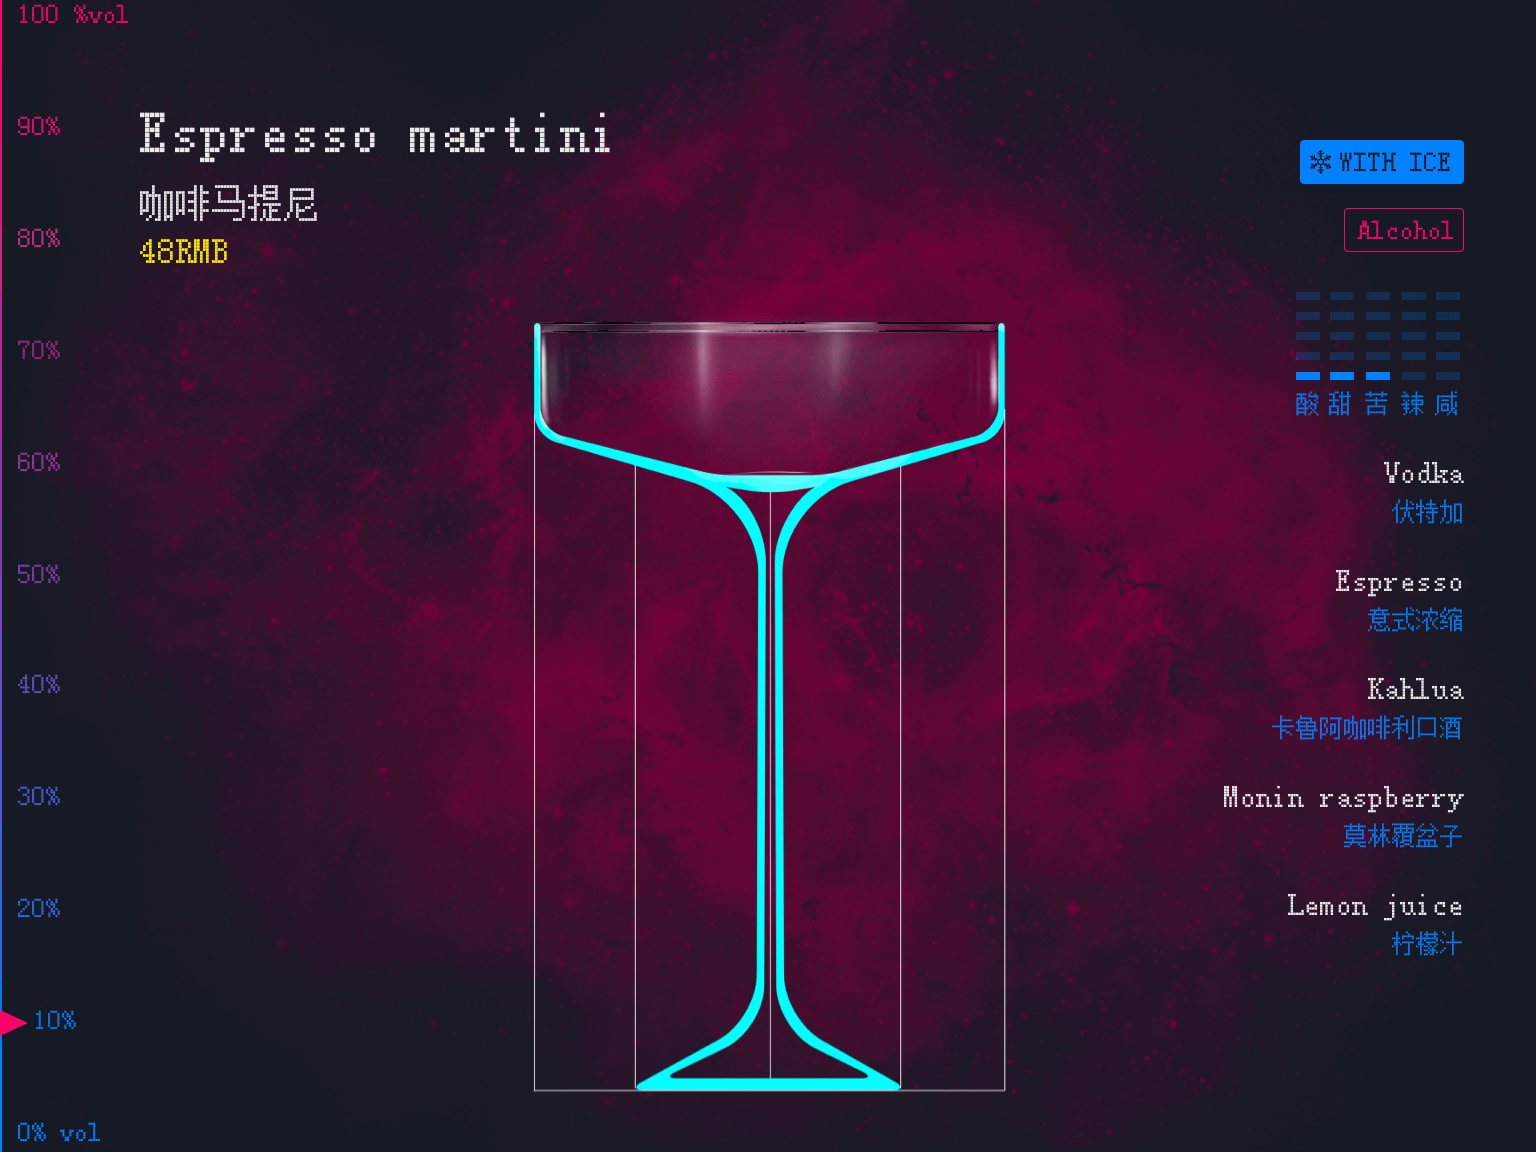 100 %vol
90%
80%
70%
60%
50%
40%
30%
20%
10%
0% vol
Espresso martini
咖啡马提尼
48RMB
WITH ICE
Alcohol
酸 甜 苦 辣 咸
Vodka
伏特加
Espresso
意式浓缩
Kahlua
卡鲁阿咖啡利口酒
Monin raspberry
莫林覆盆子
Lemon juice
柠檬汁